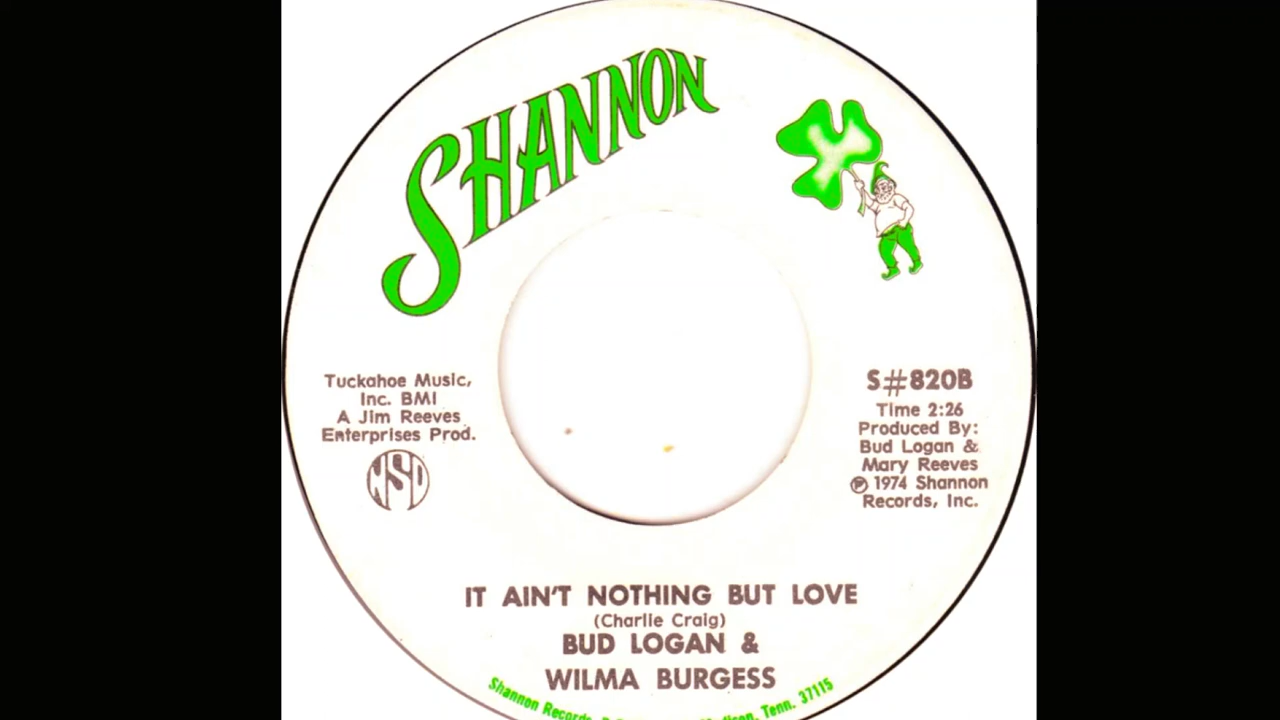 SHANNON
Tuckahoe Music,
Inc. BMI
A Jim Reeves
Enterprises Prod.
NSD
S#820B
Time 2:26
Produced By:
Bud Logan &
Mary Reeves
Ⓟ 1974 Shannon
Records, Inc.
IT AIN'T NOTHING BUT LOVE
(Charlie Craig)
BUD LOGAN &
WILMA BURGESS
Shannon Records, Tenn. 37115